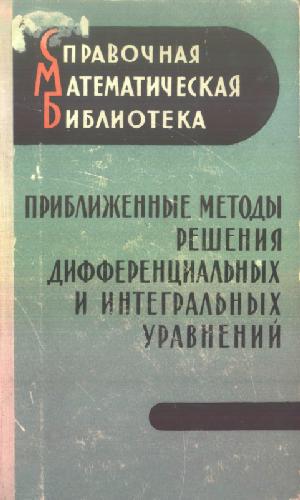 СПРАВОЧНАЯ
МАТЕМАТИЧЕСКАЯ
БИБЛИОТЕКА
ПРИБЛИЖЕННЫЕ МЕТОДЫ
РЕШЕНИЯ
ДИФФЕРЕНЦИАЛЬНЫХ
И ИНТЕГРАЛЬНЫХ
УРАВНЕНИЙ